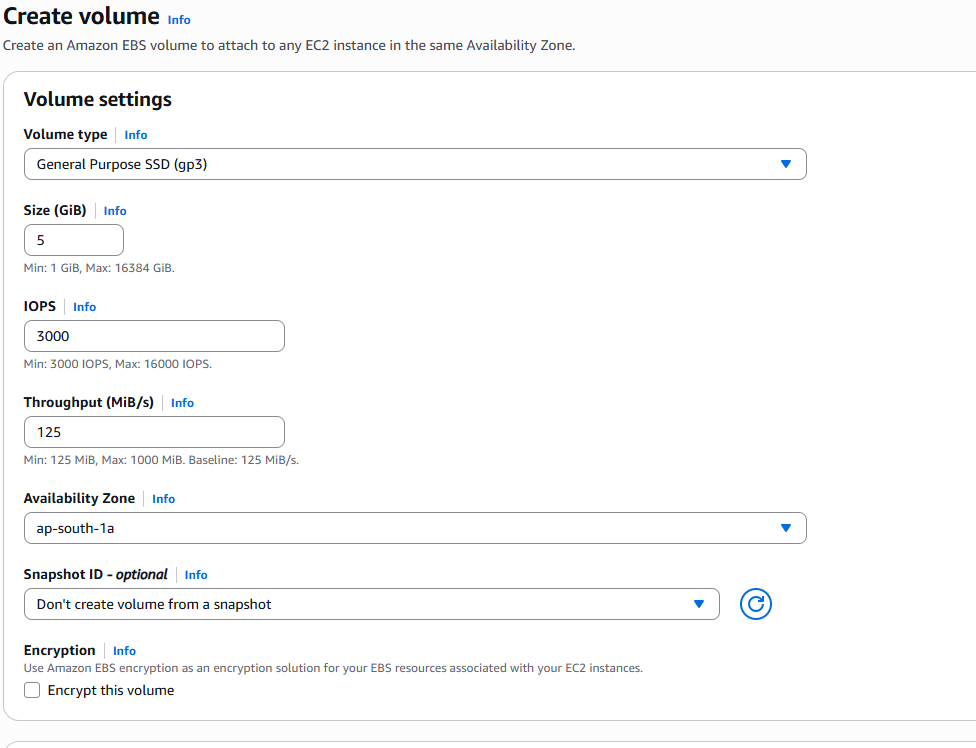 Create volume Info
Create an Amazon EBS volume to attach to any EC2 instance in the same Availability Zone.
Volume settings
Volume type Info
General Purpose SSD (gp3)
Size (GiB) Info
5
Min: 1 GiB, Max: 16384 GiB.
IOPS Info
3000
Min: 3000 IOPS, Max: 16000 IOPS.
Throughput (MiB/s) Info
125
Min: 125 MiB, Max: 1000 MiB. Baseline: 125 MiB/s.
Availability Zone Info
ap-south-1a
Snapshot ID - optional Info
Don't create volume from a snapshot
Encryption Info
Use Amazon EBS encryption as an encryption solution for your EBS resources associated with your EC2 instances.
Encrypt this volume